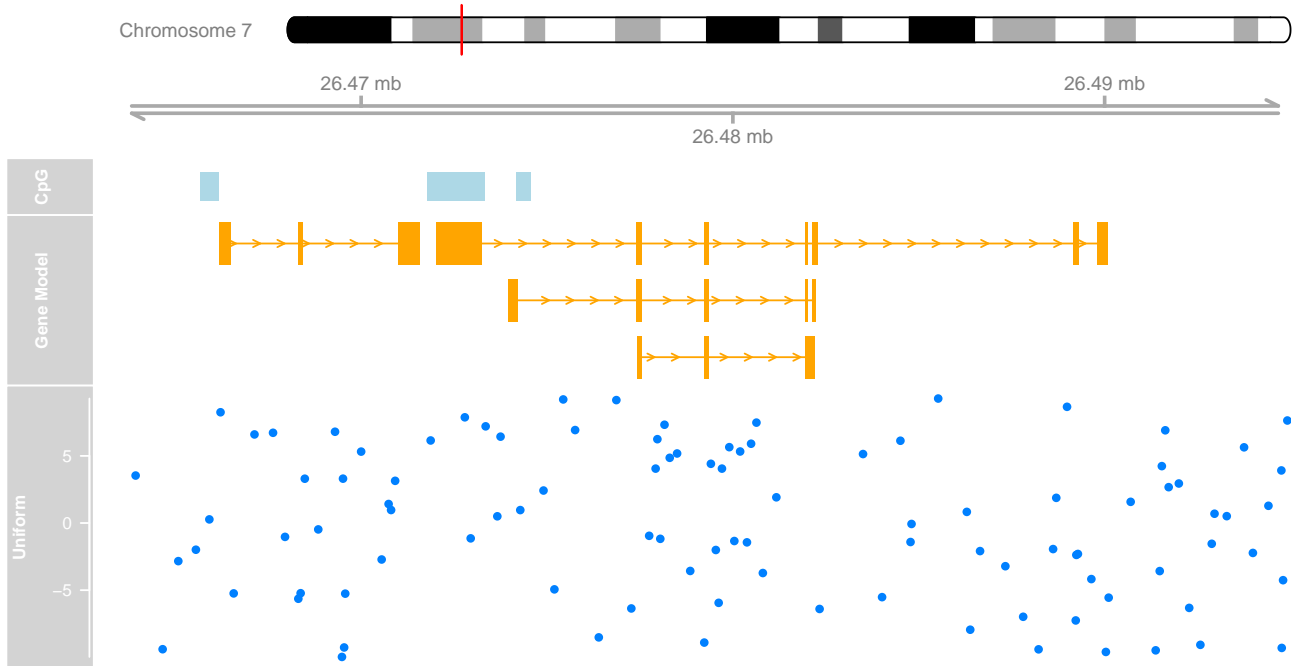 Chromosome 7
26.47 mb
26.49 mb
26.48 mb
CpG
Gene Model
Uniform
5
0
−5